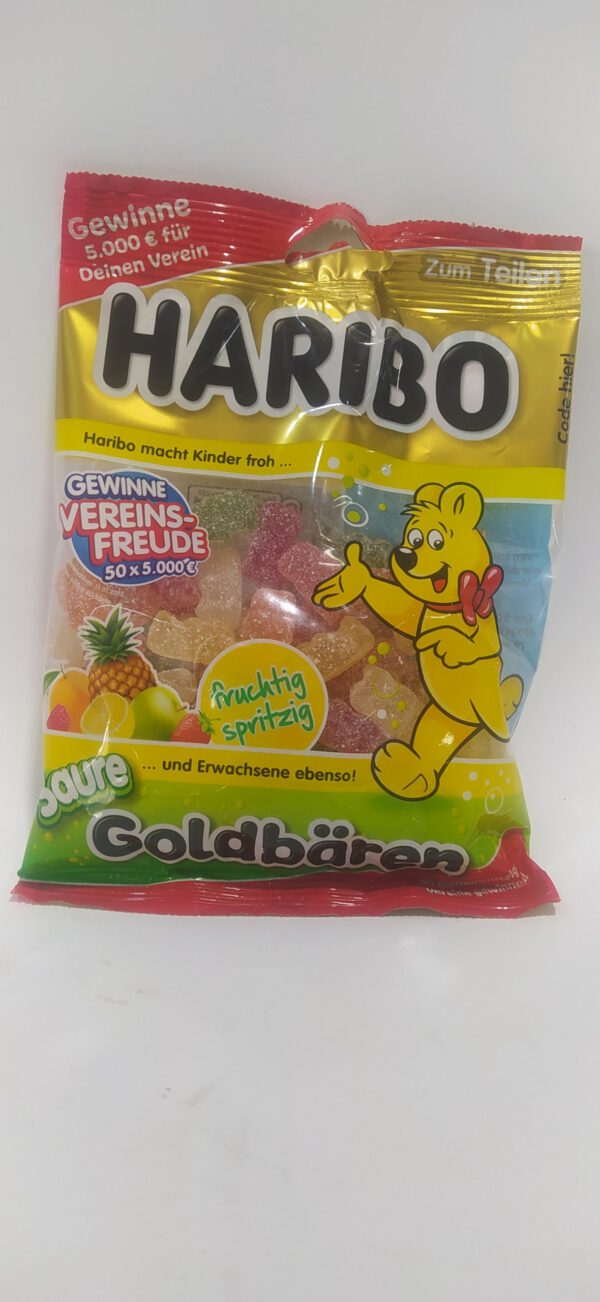 Gewinne
5.000 € für
Deinen Verein
Zum Teilen
HARIBO
Code hier!
Haribo macht Kinder froh ...
GEWINNE
VEREINS-
FREUDE
50 x 5.000€
fruchtig
spritzig
Saure
... und Erwachsene ebenso!
Goldbären